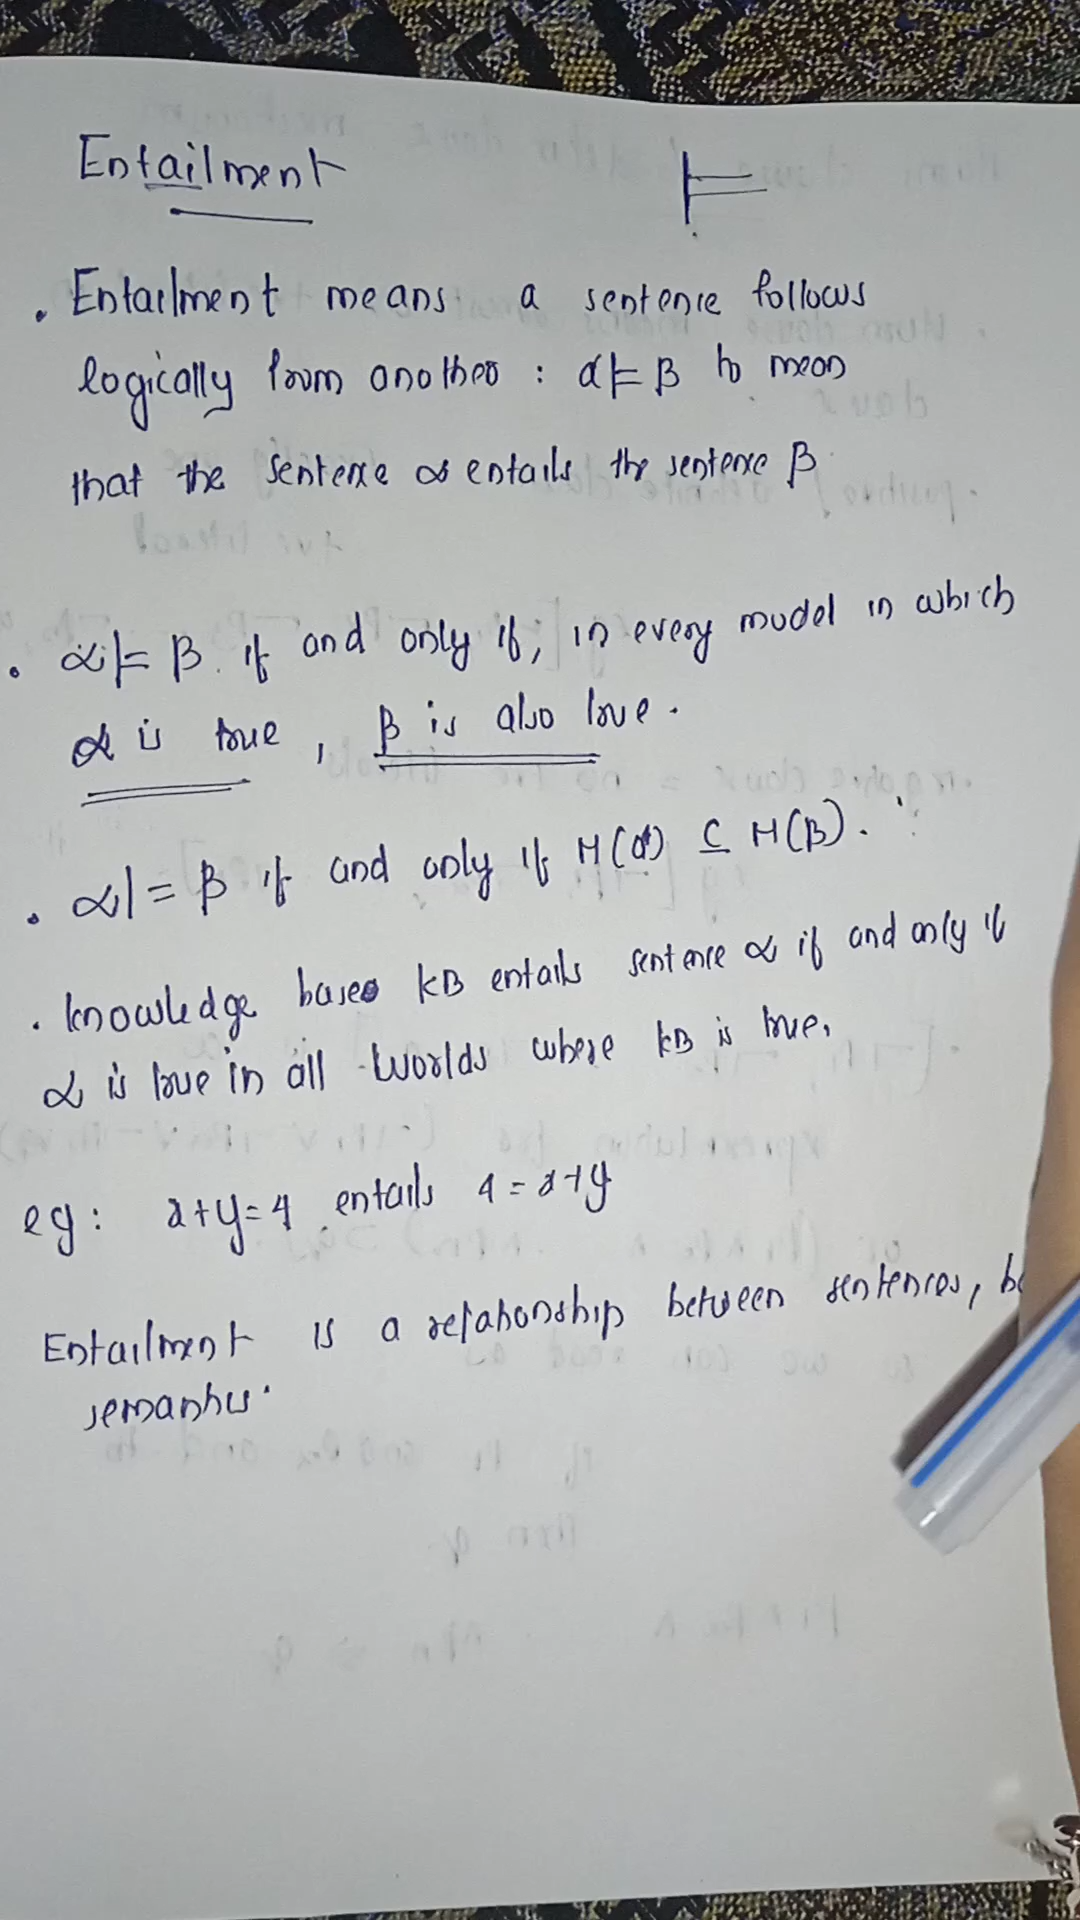 Entailment ⊨
. Entailment means a sentence follows
logically from another : α ⊨ β to mean
that the sentence α entails the sentence β
. α ⊨ β if and only if, in every model in which
α is true, β is also true.
. α |= β if and only if M(α) ⊆ M(β).
. knowledge bases KB entails sentence α if and only if
α is true in all worlds where KB is true.
eg: x+y=4 entails 4=x+y
Entailment is a relationship between sentences, b
semantics.